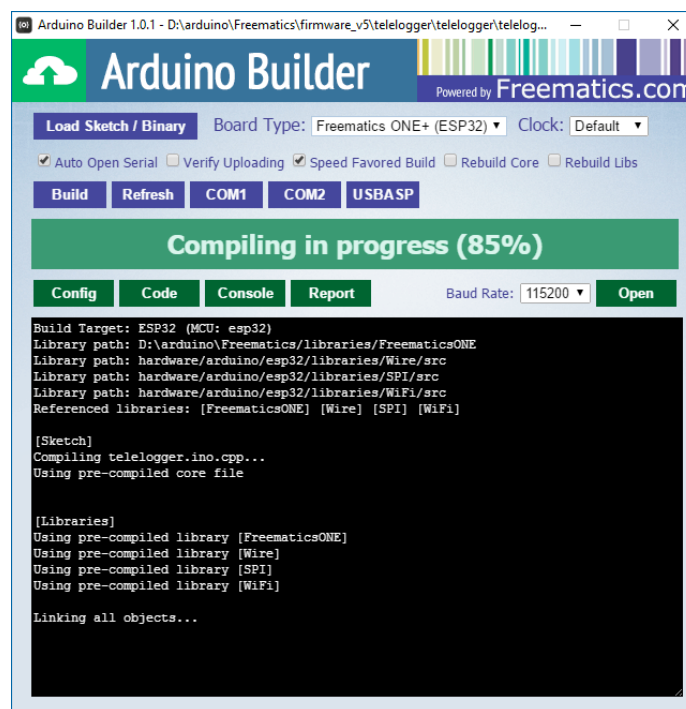 Arduino Builder 1.0.1 - D:\arduino\Freematics\firmware_v5\telelogger\telelogger\telelog...
Arduino Builder
Powered by Freematics.com
Load Sketch / Binary Board Type: Freematics ONE+ (ESP32) Clock: Default
Auto Open Serial Verify Uploading Speed Favored Build Rebuild Core Rebuild Libs
Build Refresh COM1 COM2 USBASP
Compiling in progress (85%)
Config Code Console Report Baud Rate: 115200 Open
Build Target: ESP32 (MCU: esp32)
Library path: D:\arduino\Freematics/libraries/FreematicsONE
Library path: hardware/arduino/esp32/libraries/Wire/src
Library path: hardware/arduino/esp32/libraries/SPI/src
Library path: hardware/arduino/esp32/libraries/WiFi/src
Referenced libraries: [FreematicsONE] [Wire] [SPI] [WiFi]
[Sketch]
Compiling telelogger.ino.cpp...
Using pre-compiled core file
[Libraries]
Using pre-compiled library [FreematicsONE]
Using pre-compiled library [Wire]
Using pre-compiled library [SPI]
Using pre-compiled library [WiFi]
Linking all objects...